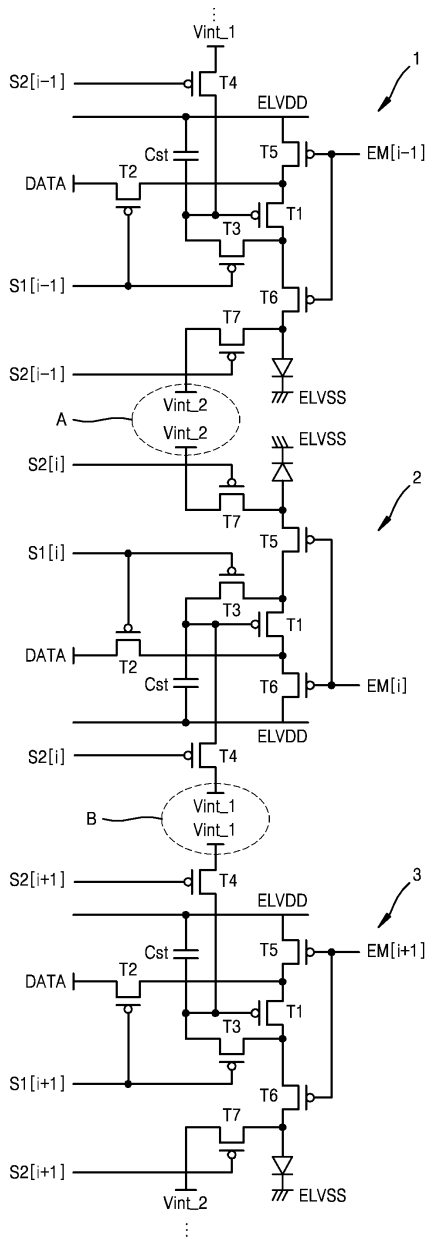 ⋮
Vint_1
1
S2[i-1]
T4
ELVDD
Cst
T5
EM[i-1]
T2
DATA
T1
T3
S1[i-1]
T6
T7
S2[i-1]
Vint_2
ELVSS
A
Vint_2
ELVSS
S2[i]
2
T7
T5
S1[i]
T3
T1
DATA
T2
Cst
T6
EM[i]
ELVDD
S2[i]
T4
Vint_1
B
Vint_1
3
S2[i+1]
T4
ELVDD
Cst
T5
EM[i+1]
T2
DATA
T1
T3
S1[i+1]
T6
T7
S2[i+1]
Vint_2
ELVSS
⋮